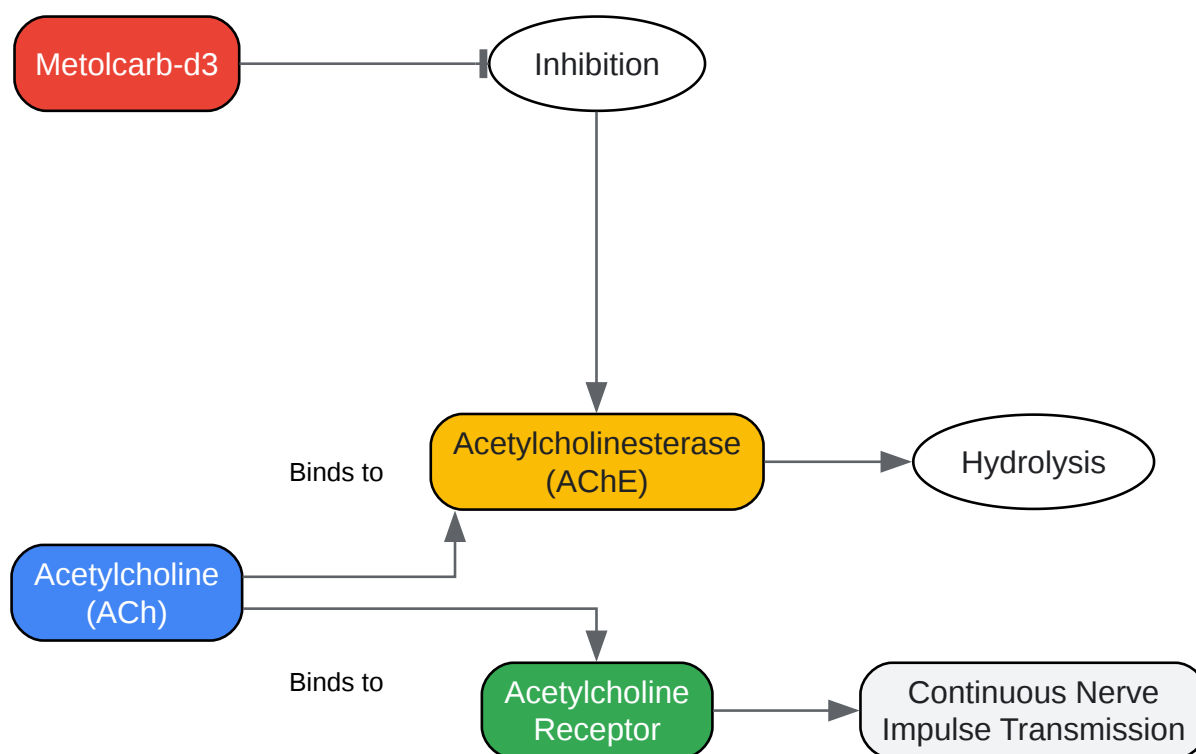 Metolcarb-d3
Inhibition
Acetylcholinesterase
(AChE)
Hydrolysis
Binds to
Acetylcholine
(ACh)
Binds to
Acetylcholine
Receptor
Continuous Nerve
Impulse Transmission